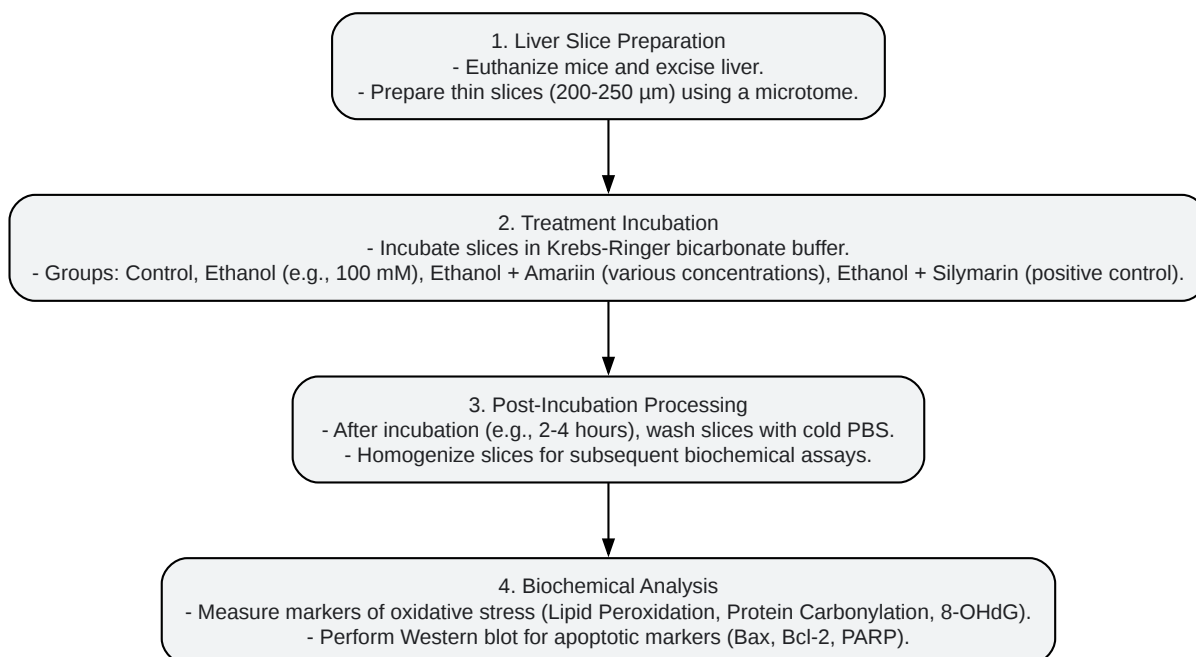 1. Liver Slice Preparation
- Euthanize mice and excise liver.
- Prepare thin slices (200-250 µm) using a microtome.
2. Treatment Incubation
- Incubate slices in Krebs-Ringer bicarbonate buffer.
- Groups: Control, Ethanol (e.g., 100 mM), Ethanol + Amariin (various concentrations), Ethanol + Silymarin (positive control).
3. Post-Incubation Processing
- After incubation (e.g., 2-4 hours), wash slices with cold PBS.
- Homogenize slices for subsequent biochemical assays.
4. Biochemical Analysis
- Measure markers of oxidative stress (Lipid Peroxidation, Protein Carbonylation, 8-OHdG).
- Perform Western blot for apoptotic markers (Bax, Bcl-2, PARP).